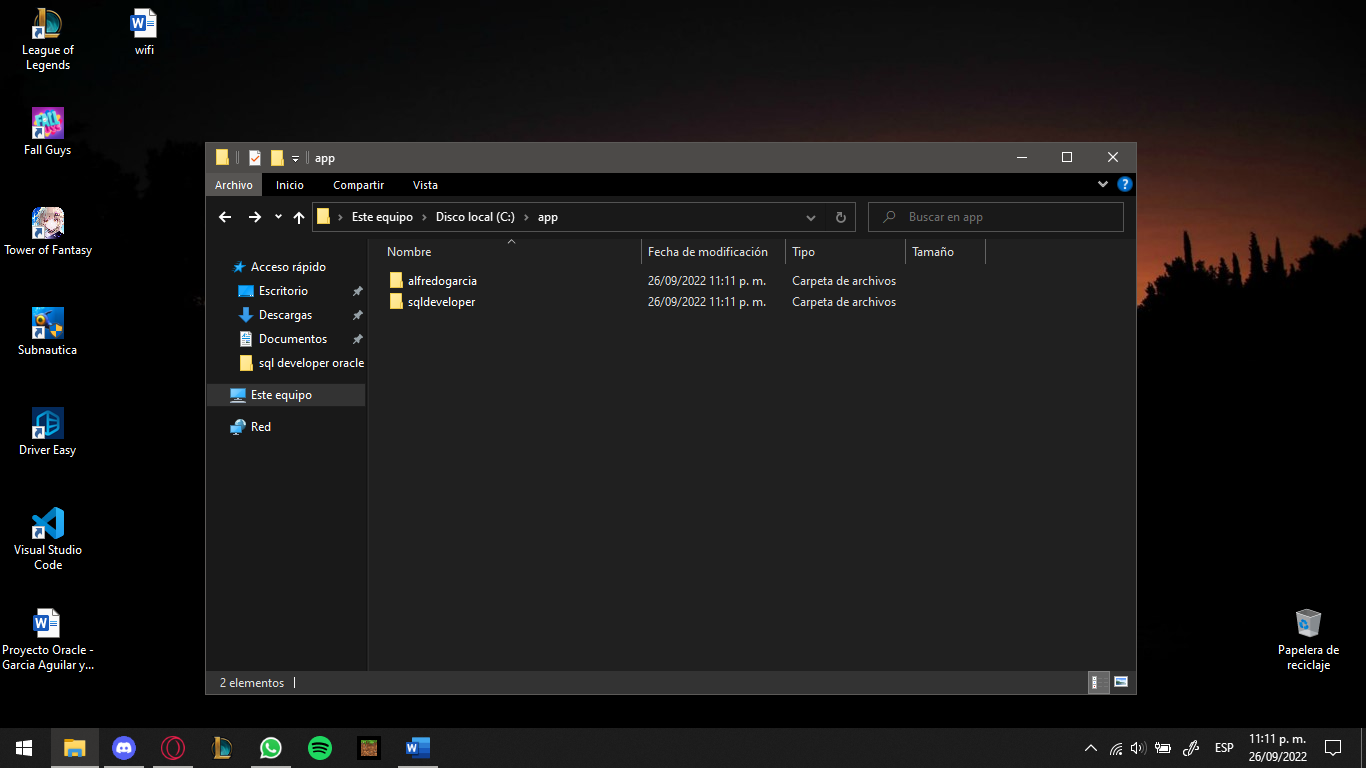 League of
Legends
wifi
Fall Guys
Tower of Fantasy
Subnautica
Driver Easy
Visual Studio
Code
Proyecto Oracle -
Garcia Aguilar y...
app
Archivo
Inicio
Compartir
Vista
Este equipo
Disco local (C:)
app
Buscar en app
Nombre
Fecha de modificación
Tipo
Tamaño
Acceso rápido
Escritorio
Descargas
Documentos
sql developer oracle
Este equipo
Red
alfredogarcia
26/09/2022 11:11 p. m.
Carpeta de archivos
sqldeveloper
26/09/2022 11:11 p. m.
Carpeta de archivos
2 elementos
Papelera de
reciclaje
ESP
11:11 p. m.
26/09/2022